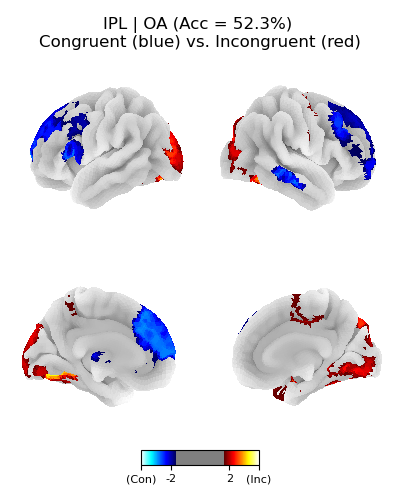 IPL | OA (Acc = 52.3%)
Congruent (blue) vs. Incongruent (red)
(Con) -2 2 (Inc)